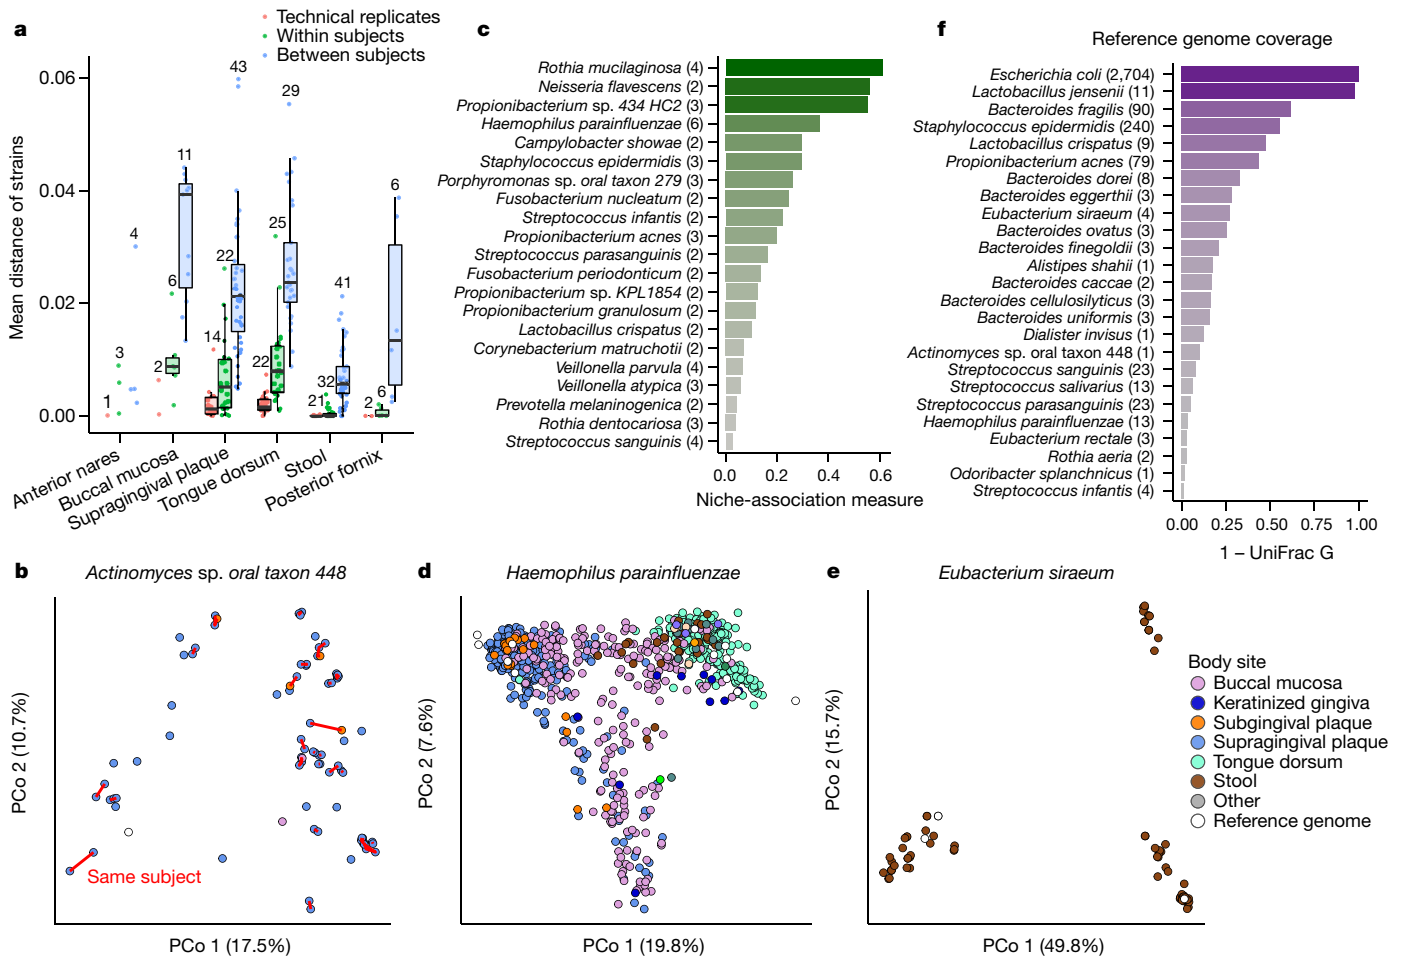 a
Technical replicates
Within subjects
Between subjects
Mean distance of strains
0.06
0.04
0.02
0.00
1
3
4
2
6
11
14
22
43
22
25
29
21
32
41
2
6
6
Anterior nares
Buccal mucosa
Supragingival plaque
Tongue dorsum
Stool
Posterior fornix
c
Rothia mucilaginosa (4)
Neisseria flavescens (2)
Propionibacterium sp. 434 HC2 (3)
Haemophilus parainfluenzae (6)
Campylobacter showae (2)
Staphylococcus epidermidis (3)
Porphyromonas sp. oral taxon 279 (3)
Fusobacterium nucleatum (2)
Streptococcus infantis (2)
Propionibacterium acnes (3)
Streptococcus parasanguinis (2)
Fusobacterium periodonticum (2)
Propionibacterium sp. KPL1854 (2)
Propionibacterium granulosum (2)
Lactobacillus crispatus (2)
Corynebacterium matruchotii (2)
Veillonella parvula (4)
Veillonella atypica (3)
Prevotella melaninogenica (2)
Rothia dentocariosa (3)
Streptococcus sanguinis (4)
0.0 0.2 0.4 0.6
Niche-association measure
f
Reference genome coverage
Escherichia coli (2,704)
Lactobacillus jensenii (11)
Bacteroides fragilis (90)
Staphylococcus epidermidis (240)
Lactobacillus crispatus (9)
Propionibacterium acnes (79)
Bacteroides dorei (8)
Bacteroides eggerthii (3)
Eubacterium siraeum (4)
Bacteroides ovatus (3)
Bacteroides finegoldii (3)
Alistipes shahii (1)
Bacteroides caccae (2)
Bacteroides cellulosilyticus (3)
Bacteroides uniformis (3)
Dialister invisus (1)
Actinomyces sp. oral taxon 448 (1)
Streptococcus sanguinis (23)
Streptococcus salivarius (13)
Streptococcus parasanguinis (23)
Haemophilus parainfluenzae (13)
Eubacterium rectale (3)
Rothia aeria (2)
Odoribacter splanchnicus (1)
Streptococcus infantis (4)
0.00 0.25 0.50 0.75 1.00
1 – UniFrac G
b
Actinomyces sp. oral taxon 448
PCo 2 (10.7%)
Same subject
PCo 1 (17.5%)
d
Haemophilus parainfluenzae
PCo 2 (7.6%)
PCo 1 (19.8%)
e
Eubacterium siraeum
PCo 2 (15.7%)
PCo 1 (49.8%)
Body site
Buccal mucosa
Keratinized gingiva
Subgingival plaque
Supragingival plaque
Tongue dorsum
Stool
Other
Reference genome